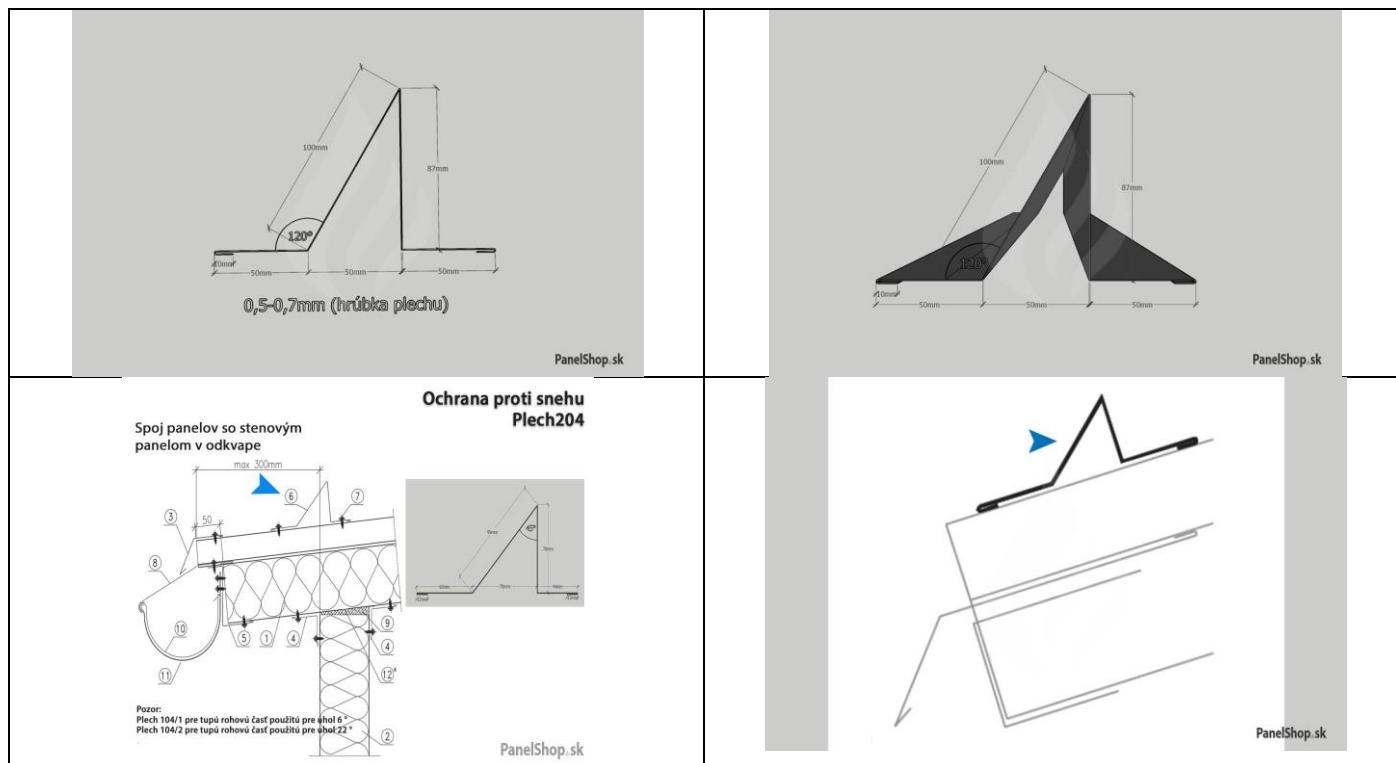 100mm
87mm
120°
10mm
50mm
50mm
50mm
0,5-0,7mm (hrúbka plechu)
PanelShop.sk
100mm
87mm
120°
10mm
50mm
50mm
50mm
PanelShop.sk
Ochrana proti snehu
Plech204
Spoj panelov so stenovým
panelom v odkvape
max 300mm
6
7
3
50
8
10
5
1
4
9
4
12*
11
2
Pozor:
Plech 104/1 pre tupú rohovú časť použitú pre uhol 6 °
Plech 104/2 pre tupú rohovú časť použitú pre uhol 22 °
PanelShop.sk
PanelShop.sk